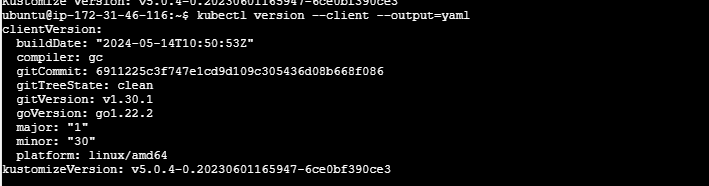 kustomize version: v5.0.4-0.20230601165947-6ce0bf390ce3
ubuntu@ip-172-31-46-116:~$ kubectl version --client --output=yaml
clientVersion:
  buildDate: "2024-05-14T10:50:53Z"
  compiler: gc
  gitCommit: 6911225c3f747e1cd9d109c305436d08b668f086
  gitTreeState: clean
  gitVersion: v1.30.1
  goVersion: go1.22.2
  major: "1"
  minor: "30"
  platform: linux/amd64
kustomizeVersion: v5.0.4-0.20230601165947-6ce0bf390ce3